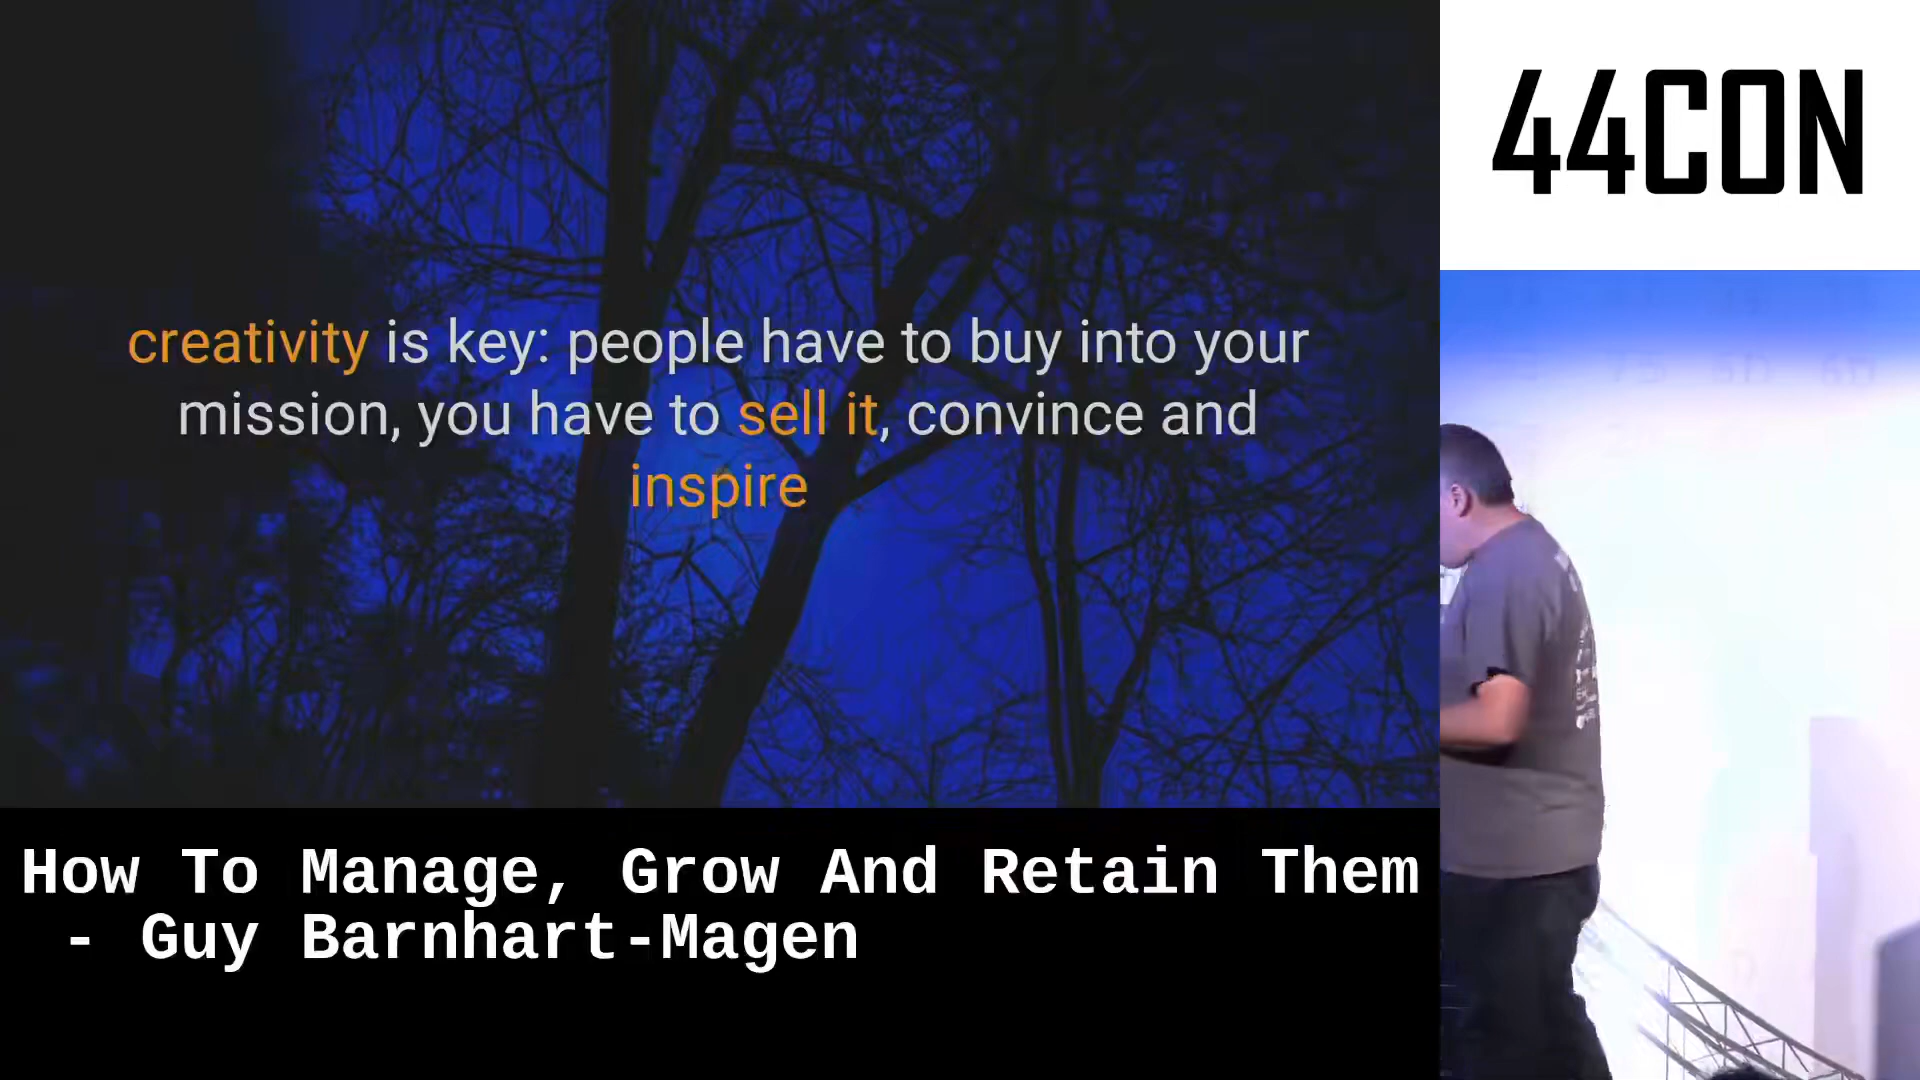 creativity is key: people have to buy into your
mission, you have to sell it, convince and
inspire
44CON
How To Manage, Grow And Retain Them
- Guy Barnhart-Magen